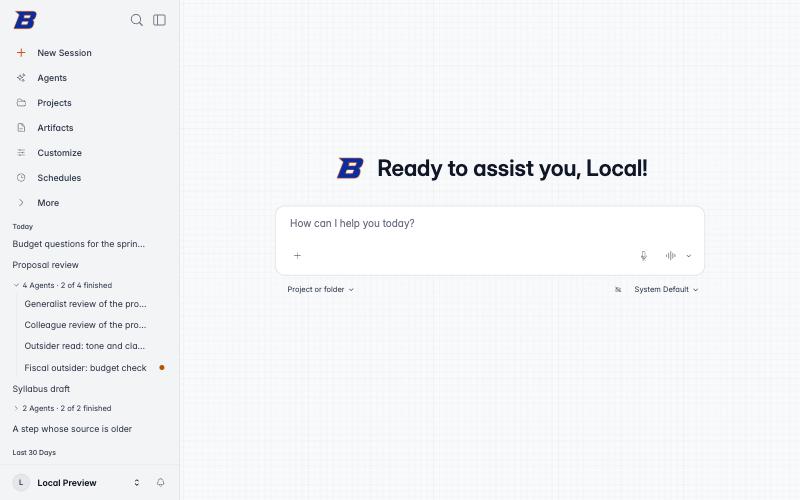 B
New Session
Agents
Projects
Artifacts
Customize
Schedules
More
Today
Budget questions for the sprin...
Proposal review
4 Agents · 2 of 4 finished
Generalist review of the pro...
Colleague review of the pro...
Outsider read: tone and cla...
Fiscal outsider: budget check
Syllabus draft
2 Agents · 2 of 2 finished
A step whose source is older
Last 30 Days
L Local Preview
B Ready to assist you, Local!
How can I help you today?
Project or folder
System Default